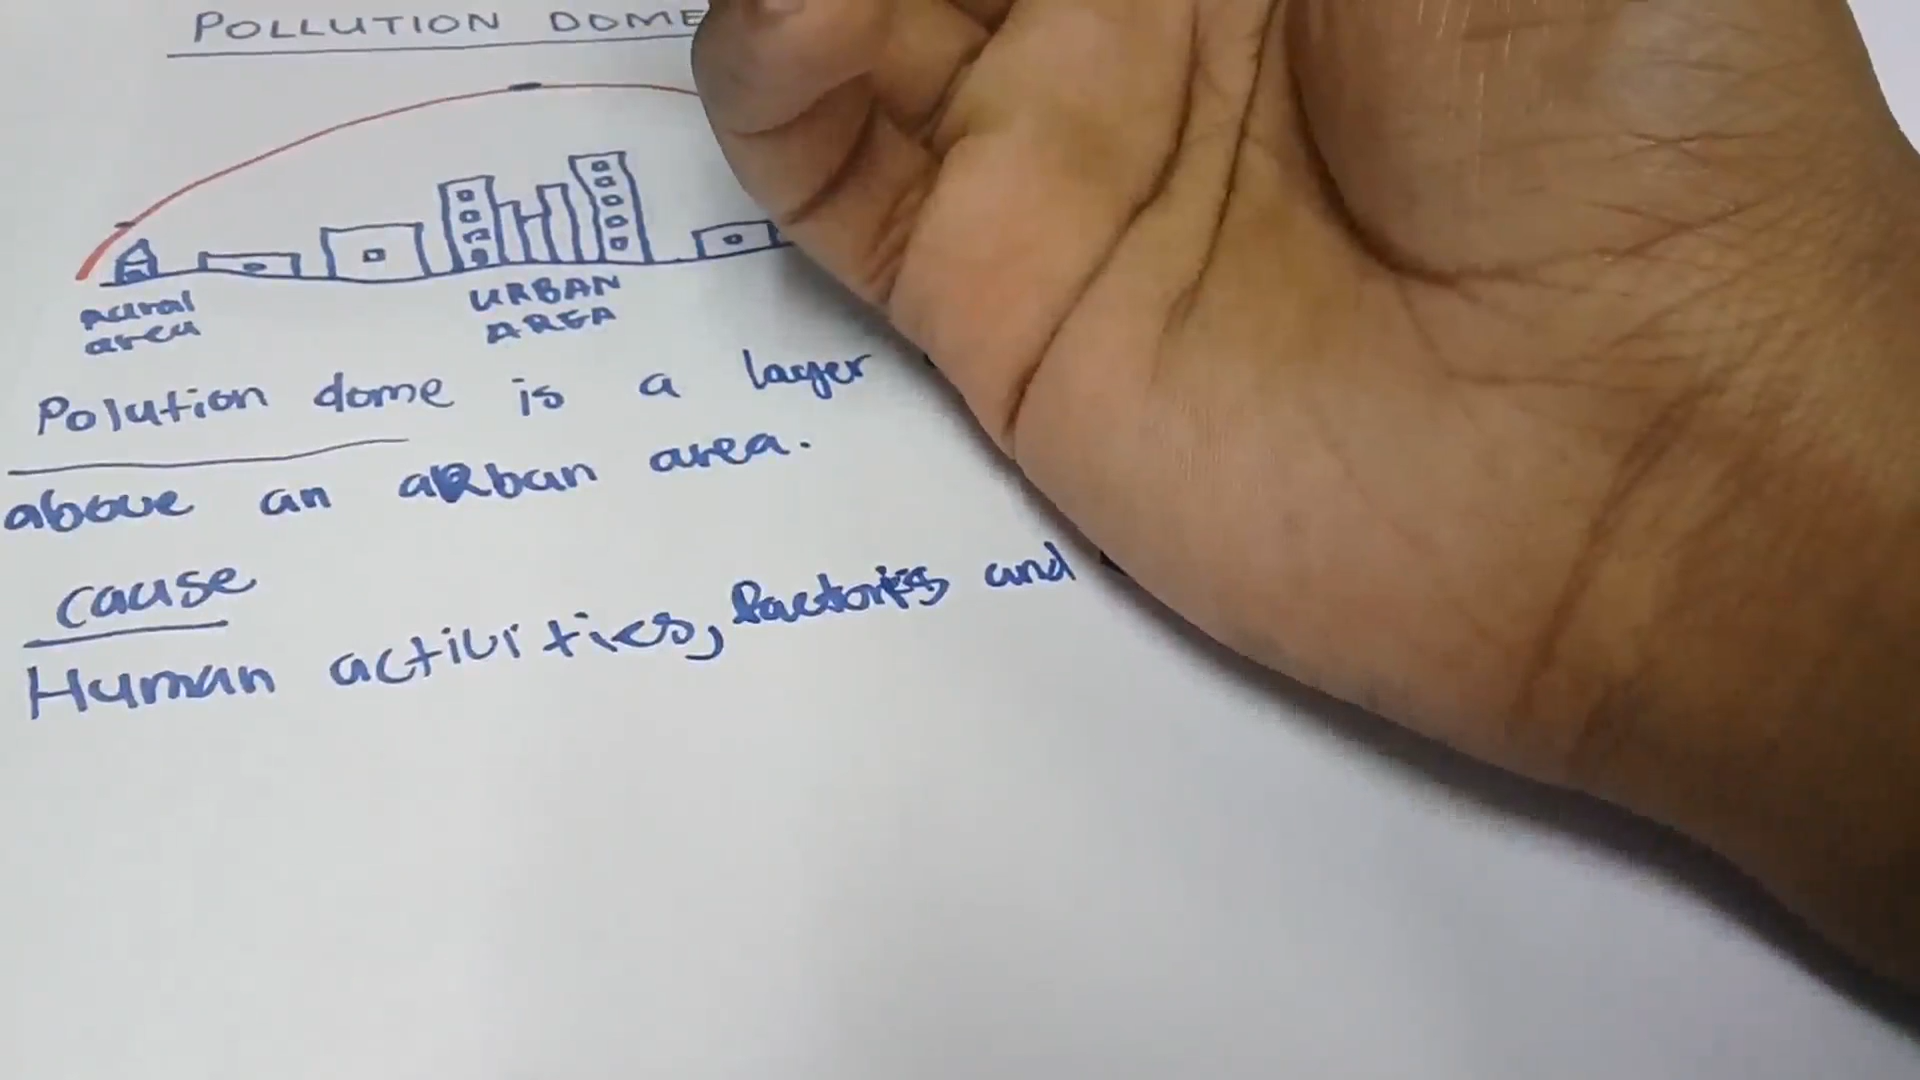 POLLUTION DOME
Rural area
URBAN AREA
Polution dome is a layer
above an aRban area.
cause
Human activities, factories and